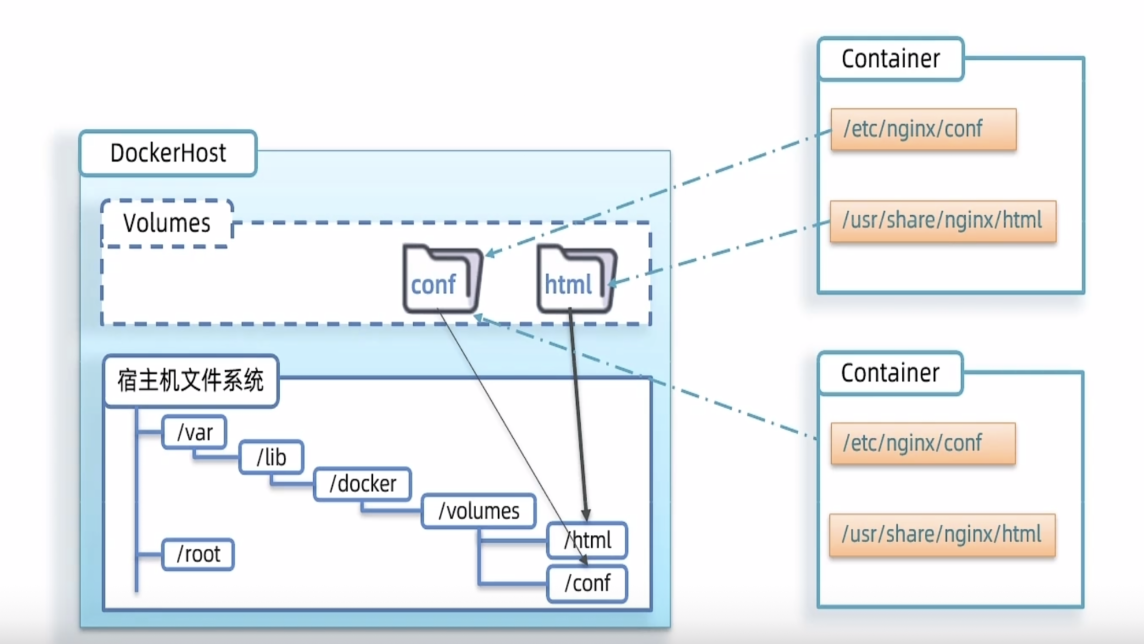 DockerHost
Volumes
conf
html
宿主机文件系统
/var
/lib
/docker
/volumes
/html
/root
/conf
Container
/etc/nginx/conf
/usr/share/nginx/html
Container
/etc/nginx/conf
/usr/share/nginx/html